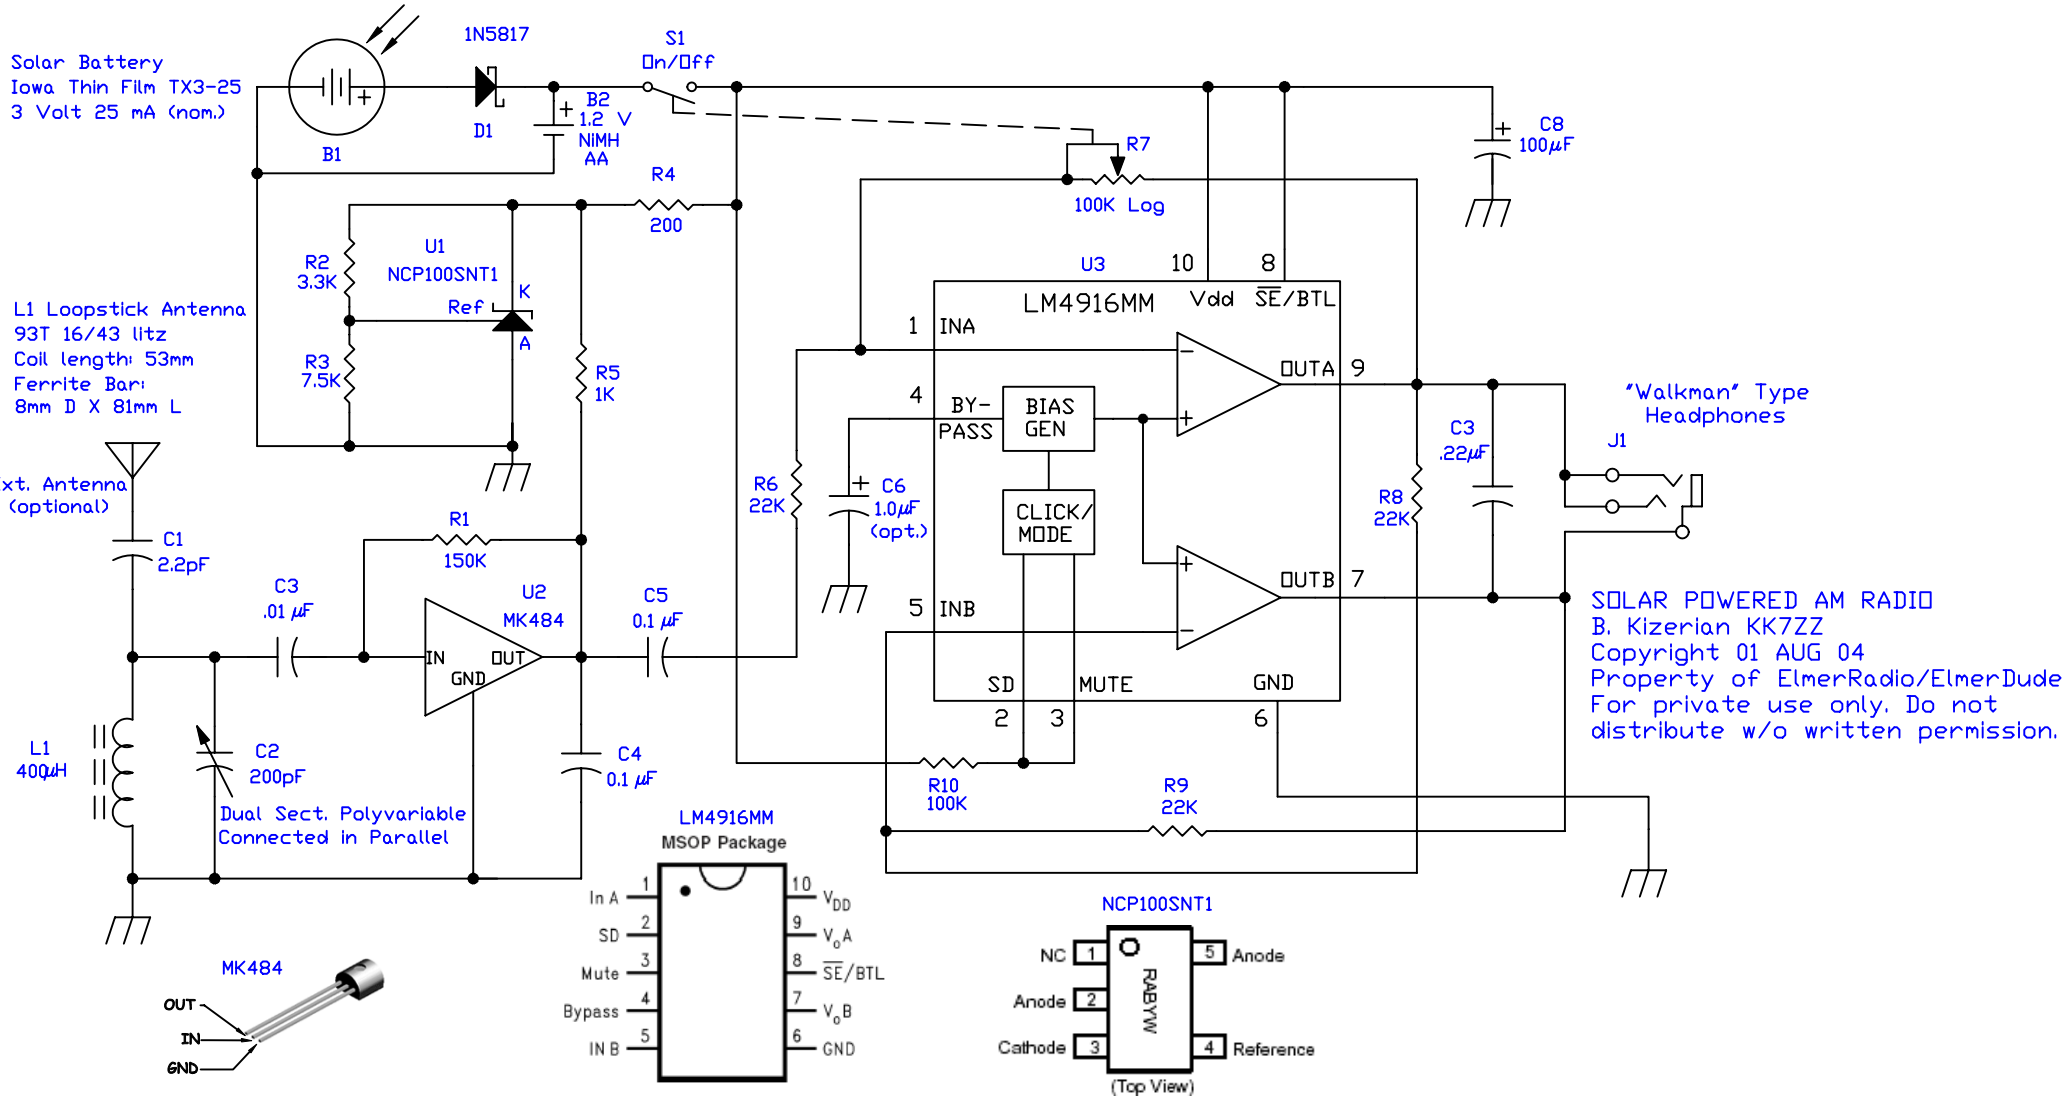 Solar Battery
Iowa Thin Film TX3-25
3 Volt 25 mA (nom.)
B1
+
1N5817
D1
+
B2
1.2 V
NiMH
AA
S1
On/Off
R7
100K Log
+
C8
100µF
R4
200
R2
3.3K
U1
NCP100SNT1
Ref
K
A
R3
7.5K
R5
1K
L1 Loopstick Antenna
93T 16/43 litz
Coil length: 53mm
Ferrite Bar:
8mm D X 81mm L
xt. Antenna
(optional)
C1
2.2pF
R1
150K
C3
.01 µF
U2
MK484
IN
OUT
GND
C5
0.1 µF
R6
22K
+
C6
1.0µF
(opt.)
L1
400µH
C2
200pF
Dual Sect. Polyvariable
Connected in Parallel
C4
0.1 µF
U3
LM4916MM
10
Vdd
8
SE/BTL
1
INA
4
BY-
PASS
BIAS
GEN
CLICK/
MODE
5
INB
−
+
+
−
OUTA
9
OUTB
7
SD
MUTE
GND
2
3
6
R10
100K
R9
22K
R8
22K
C3
.22µF
J1
"Walkman" Type
Headphones
SOLAR POWERED AM RADIO
B. Kizerian KK7ZZ
Copyright 01 AUG 04
Property of ElmerRadio/ElmerDude
For private use only. Do not
distribute w/o written permission.
MK484
OUT
IN
GND
LM4916MM
MSOP Package
In A 1
SD 2
Mute 3
Bypass 4
IN B 5
10 VDD
9 VoA
8 SE/BTL
7 VoB
6 GND
NCP100SNT1
NC 1
Anode 2
Cathode 3
RABYW
5 Anode
4 Reference
(Top View)